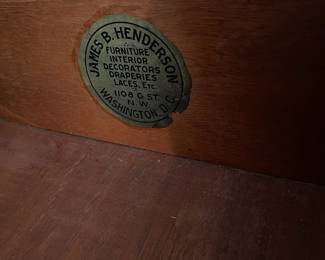 JAMES B. HENDERSON
FURNITURE
INTERIOR
DECORATORS
DRAPERIES
LACES, ETC.
1108 G ST.
N.W.
WASHINGTON D.C.